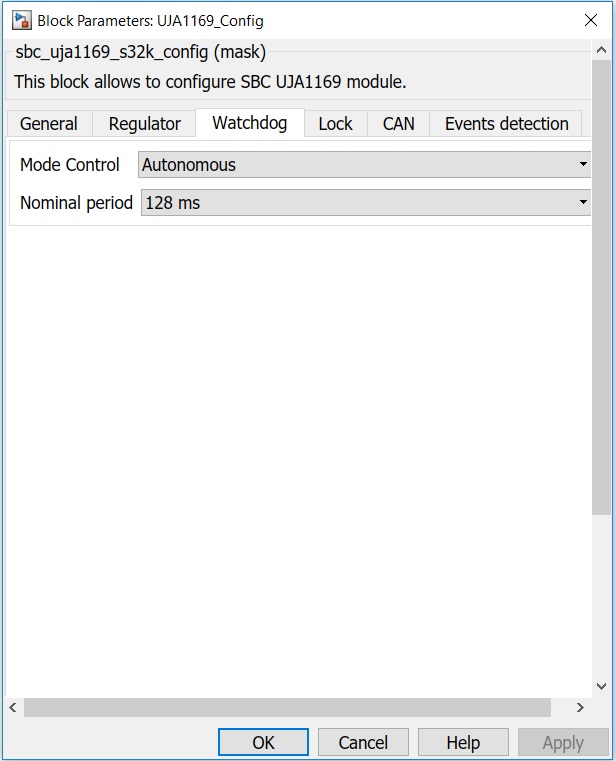 Block Parameters: UJA1169_Config
sbc_uja1169_s32k_config (mask)
This block allows to configure SBC UJA1169 module.
General Regulator Watchdog Lock CAN Events detection
Mode Control Autonomous
Nominal period 128 ms
OK Cancel Help Apply